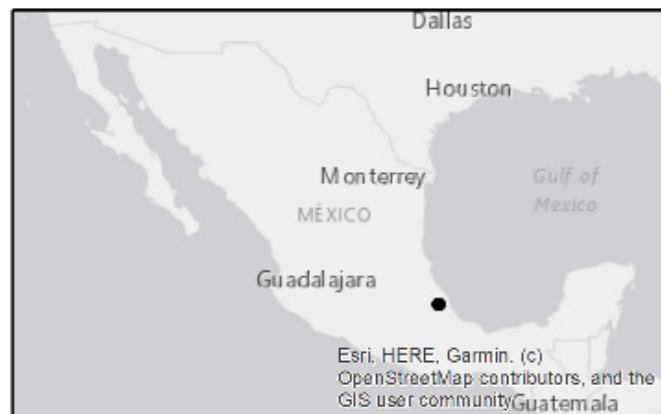 Dallas
Houston
Monterrey
Gulf of
Mexico
MÉXICO
Guadalajara
Esri, HERE, Garmin. (c)
OpenStreetMap contributors, and the
GIS user community
Guatemala